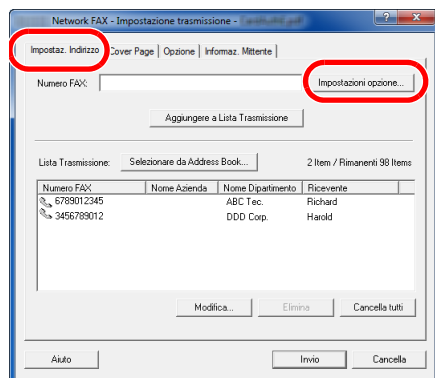 Network FAX - Impostazione trasmissione -
Impostaz. Indirizzo Cover Page Opzione Informaz. Mittente
Numero FAX: Impostazioni opzione...
Aggiungere a Lista Trasmissione
Lista Trasmissione: Selezionare da Address Book... 2 Item / Rimanenti 98 Items
Numero FAX Nome Azienda Nome Dipartimento Ricevente
6789012345 ABC Tec. Richard
3456789012 DDD Corp. Harold
Modifica... Elimina Cancella tutti
Aiuto Invio Cancella